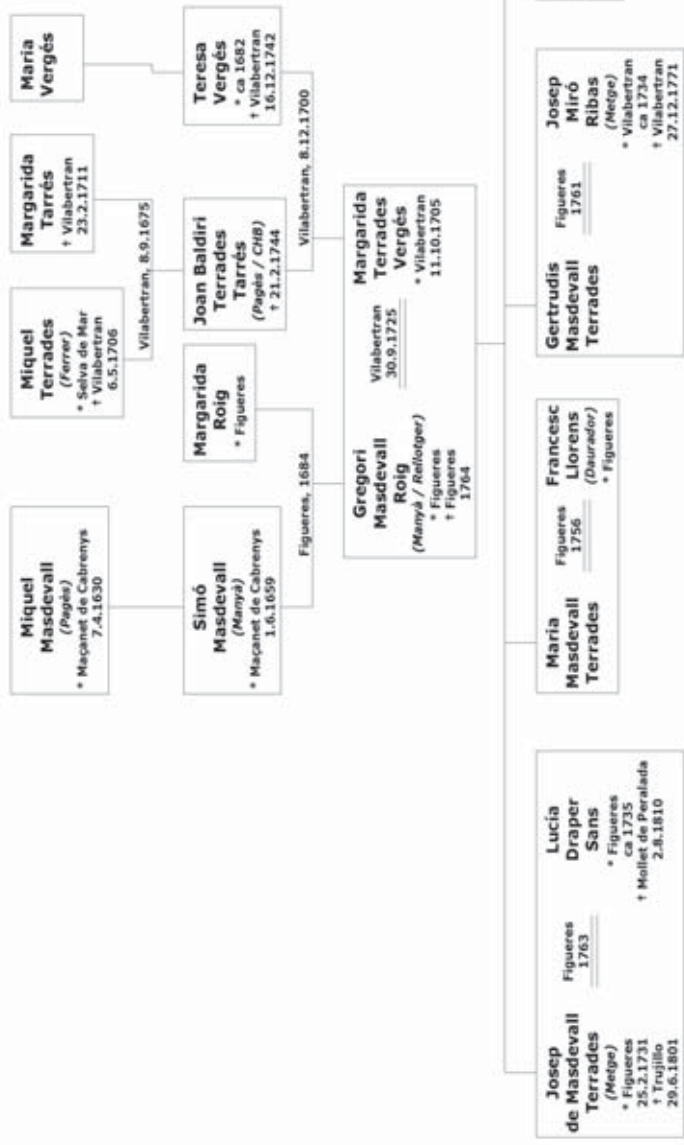 Miquel
Masdevall
(Pagès)
* Maçanet de Cabrenys
7.4.1630
Miquel
Terrades
(Ferrer)
* Selva de Mar
† Vilabertran
6.5.1706
Margarida
Tarrés
† Vilabertran
23.2.1711
Maria
Vergés
Vilabertran, 8.9.1675
Simó
Masdevall
(Manyà)
* Maçanet de Cabrenys
1.6.1659
Margarida
Roig
* Figueres
Joan Baldiri
Terrades
Tarrés
(Pagès / CHB)
† 21.2.1744
Teresa
Vergés
* ca 1682
† Vilabertran
16.12.1742
Figueres, 1684
Vilabertran, 8.12.1700
Gregori
Masdevall
Roig
(Manyà / Rellotger)
* Figueres
† Figueres
1764
Vilabertran
30.9.1725
Margarida
Terrades
Vergés
* Vilabertran
11.10.1705
Josep
de Masdevall
Terrades
(Metge)
* Figueres
25.2.1731
† Trujillo
29.6.1801
Figueres
1763
Lucía
Draper
Sans
* Figueres
ca 1735
† Mollet de Peralada
2.8.1810
Maria
Masdevall
Terrades
Figueres
1756
Francesc
Llorens
(Daurador)
* Figueres
Gertrudis
Masdevall
Terrades
Figueres
1761
Josep
Miró
Ribas
(Metge)
* Vilabertran
ca 1734
† Vilabertran
27.12.1771